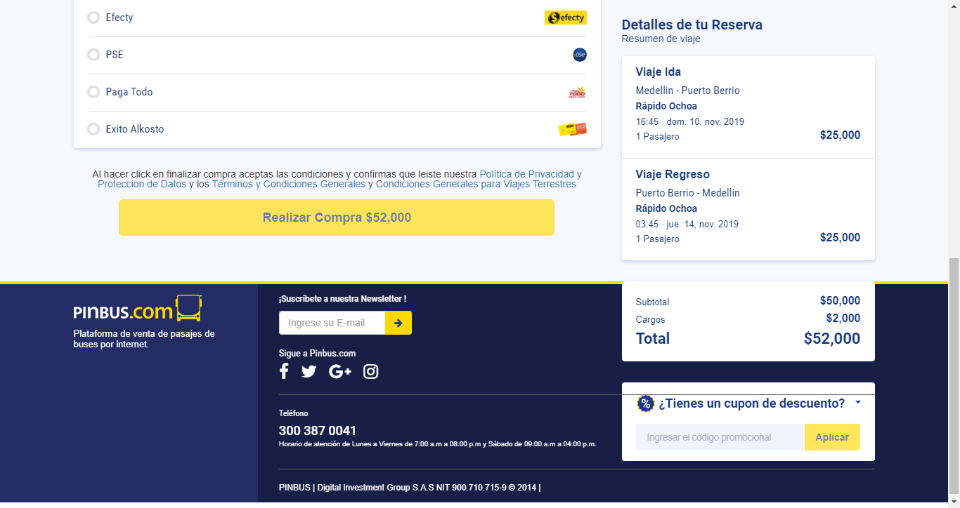 Efecty
efecty
PSE
pse
Paga Todo
TODO
Exito Alkosto
Al hacer click en finalizar compra aceptas las condiciones y confirmas que leiste nuestra Política de Privacidad y
Proteccion de Datos y los Términos y Condiciones Generales y Condiciones Generales para Viajes Terrestres
Realizar Compra $52,000
Detalles de tu Reserva
Resumen de viaje
Viaje Ida
Medellin - Puerto Berrio
Rápido Ochoa
16:45 - dom. 10, nov. 2019
1 Pasajero
$25,000
Viaje Regreso
Puerto Berrio - Medellin
Rápido Ochoa
03:45 - jue. 14, nov. 2019
1 Pasajero
$25,000
Subtotal
$50,000
Cargos
$2,000
Total
$52,000
¿Tienes un cupon de descuento?
Ingresar el código promocional
Aplicar
PINBUS.com
Plataforma de venta de pasajes de
buses por Internet.
¡Suscríbete a nuestra Newsletter !
Ingrese su E-mail
Sigue a Pinbus.com
Teléfono
300 387 0041
Horario de atención de Lunes a Viernes de 7:00 a.m a 08:00 p.m y Sábado de 09:00 a.m a 04:00 p.m.
PINBUS | Digital Investment Group S.A.S NIT 900.710.715-9 © 2014 |